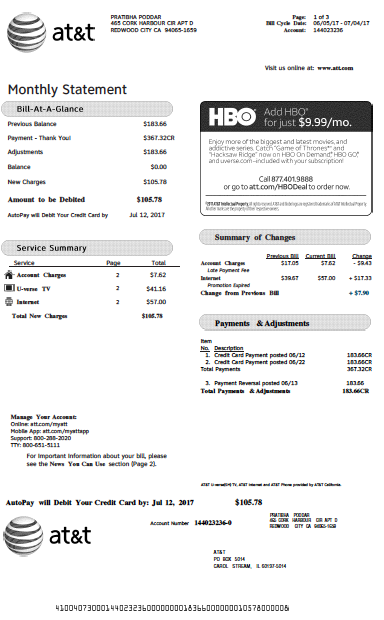 at&t
PRATIBHA PODDAR
465 CORK HARBOUR CIR APT D
REDWOOD CITY CA 94065-1659
Page: 1 of 3
Bill Cycle Date: 06/05/17 - 07/04/17
Account: 144023236
Visit us online at: www.att.com
Monthly Statement
Bill-At-A-Glance
Previous Balance $183.66
Payment - Thank You! $367.32CR
Adjustments $183.66
Balance $0.00
New Charges $105.78
Amount to be Debited $105.78
AutoPay will Debit Your Credit Card by Jul 12, 2017
HBO Add HBO®
for just $9.99/mo.
Enjoy more of the biggest and latest movies, and
addictive series. Catch "Game of Thrones®" and
"Hacksaw Ridge" now on HBO On Demand®, HBO GO®,
and uverse.com–included with your subscription!
Call 877.401.9888
or go to att.com/HBODeal to order now.
Service Summary
Service Page Total
Account Charges 2 $7.62
U-verse TV 2 $41.16
Internet 2 $57.00
Total New Charges $105.78
Summary of Changes
Previous Bill Current Bill Change
Account Charges $17.05 $7.62 - $9.43
Late Payment Fee
Internet $39.67 $57.00 + $17.33
Promotion Expired
Change from Previous Bill + $7.90
Payments & Adjustments
Item
No. Description
1. Credit Card Payment posted 06/12 183.66CR
2. Credit Card Payment posted 06/22 183.66CR
Total Payments 367.32CR
3. Payment Reversal posted 06/13 183.66
Total Payments & Adjustments 183.66CR
Manage Your Account:
Online: att.com/myatt
Mobile App: att.com/myattapp
Support: 800-288-2020
TTY: 800-651-5111
For Important Information about your bill, please
see the News You Can Use section (Page 2).
AT&T U-verse(SM) TV, AT&T Internet and AT&T Phone provided by AT&T California.
AutoPay will Debit Your Credit Card by: Jul 12, 2017 $105.78
at&t
Account Number 144023236-0
PRATIBHA PODDAR
465 CORK HARBOUR CIR APT D
REDWOOD CITY CA 94065-1659
AT&T
PO BOX 5014
CAROL STREAM, IL 60197-5014